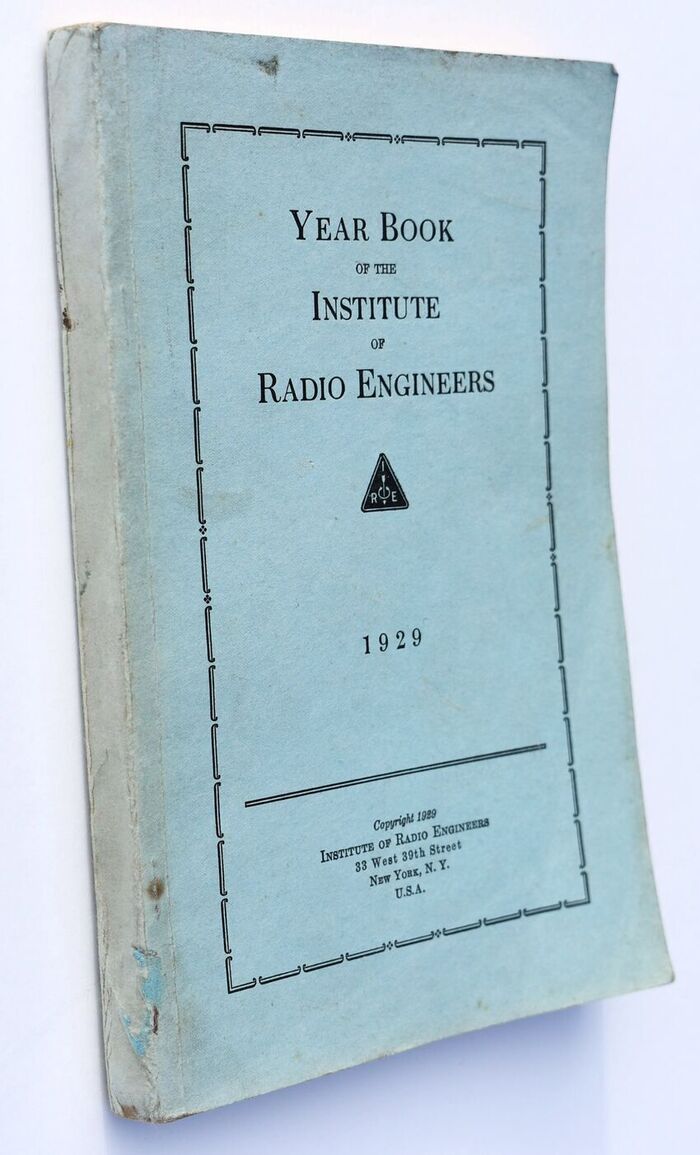 YEAR BOOK
OF THE
INSTITUTE
OF
RADIO ENGINEERS
I
R E
1929
Copyright 1929
INSTITUTE OF RADIO ENGINEERS
33 West 39th Street
NEW YORK, N. Y.
U.S.A.